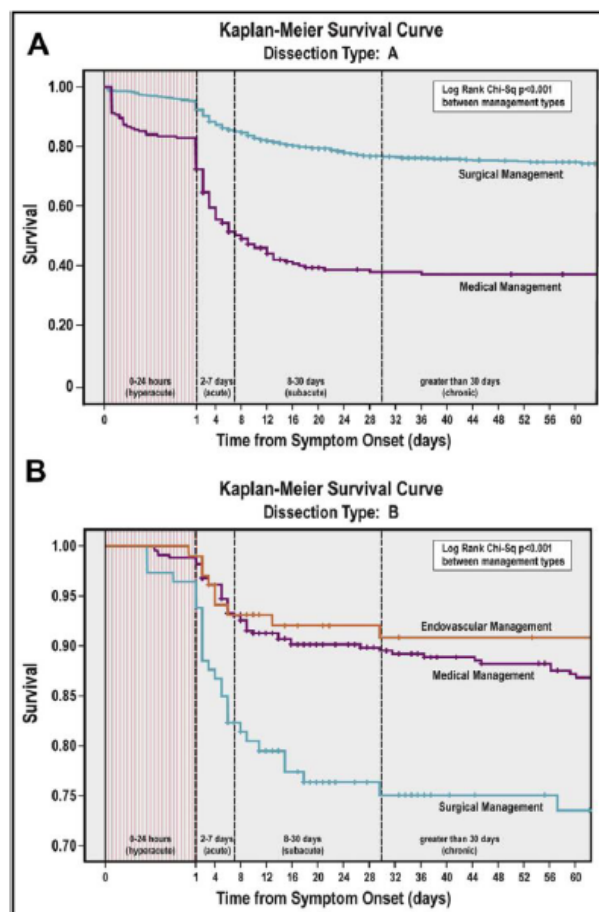 A
Kaplan-Meier Survival Curve
Dissection Type: A
Log Rank Chi-Sq p<0.001
between management types
1.00
0.80
0.60
0.40
0.20
0
Survival
Surgical Management
Medical Management
0-24 hours
(hyperacute)
2-7 days
(acute)
8-30 days
(subacute)
greater than 30 days
(chronic)
0 1 4 8 12 16 20 24 28 32 36 40 44 48 52 56 60
Time from Symptom Onset (days)
B
Kaplan-Meier Survival Curve
Dissection Type: B
Log Rank Chi-Sq p<0.001
between management types
1.00
0.95
0.90
0.85
0.80
0.75
0.70
Survival
Endovascular Management
Medical Management
Surgical Management
0-24 hours
(hyperacute)
2-7 days
(acute)
8-30 days
(subacute)
greater than 30 days
(chronic)
0 1 4 8 12 16 20 24 28 32 36 40 44 48 52 56 60
Time from Symptom Onset (days)